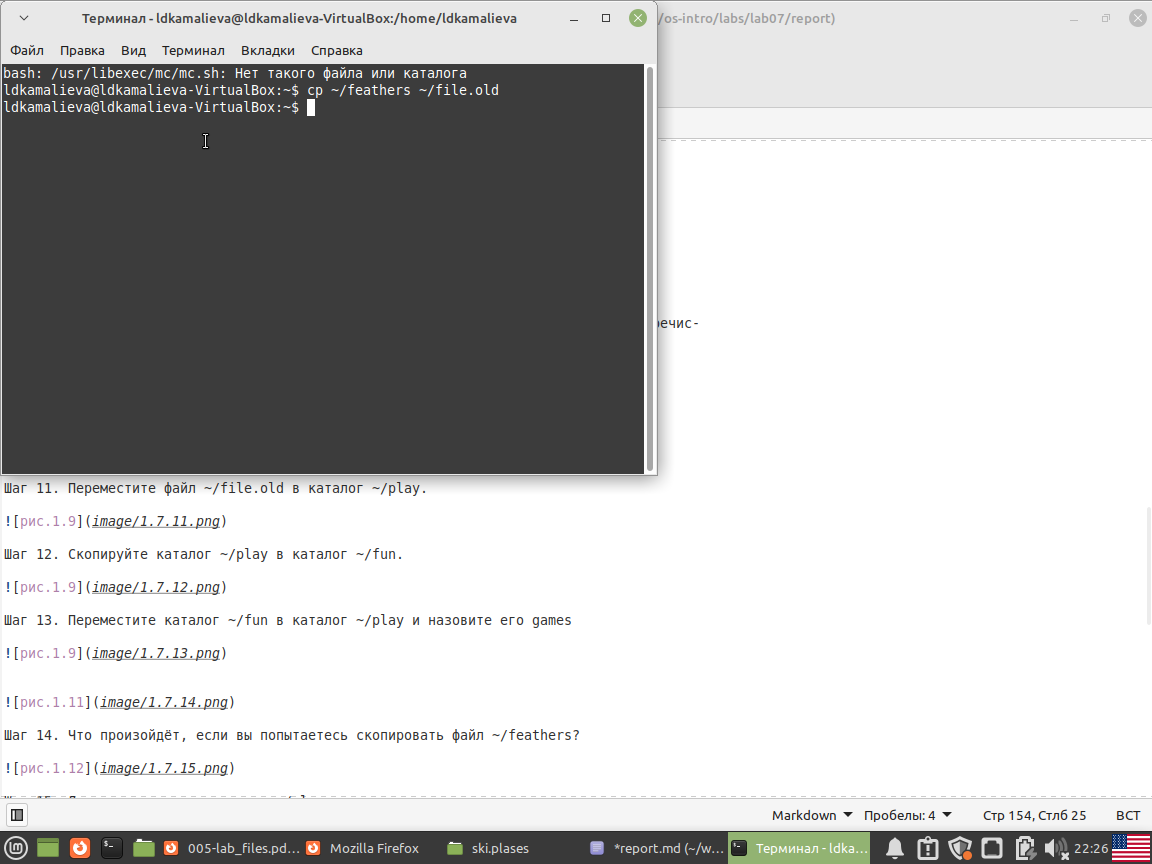 Терминал - ldkamalieva@ldkamalieva-VirtualBox:/home/ldkamalieva
/os-intro/labs/lab07/report)
Файл Правка Вид Терминал Вкладки Справка
bash: /usr/libexec/mc/mc.sh: Нет такого файла или каталога
ldkamalieva@ldkamalieva-VirtualBox:~$ cp ~/feathers ~/file.old
ldkamalieva@ldkamalieva-VirtualBox:~$
речис-
Шаг 11. Переместите файл ~/file.old в каталог ~/play.
![рис.1.9](image/1.7.11.png)
Шаг 12. Скопируйте каталог ~/play в каталог ~/fun.
![рис.1.9](image/1.7.12.png)
Шаг 13. Переместите каталог ~/fun в каталог ~/play и назовите его games
![рис.1.9](image/1.7.13.png)
![рис.1.11](image/1.7.14.png)
Шаг 14. Что произойдёт, если вы попытаетесь скопировать файл ~/feathers?
![рис.1.12](image/1.7.15.png)
Markdown Пробелы: 4 Стр 154, Стлб 25 ВСТ
005-lab_files.pd... Mozilla Firefox ski.plases *report.md (~/w... Терминал - ldka... 22:26